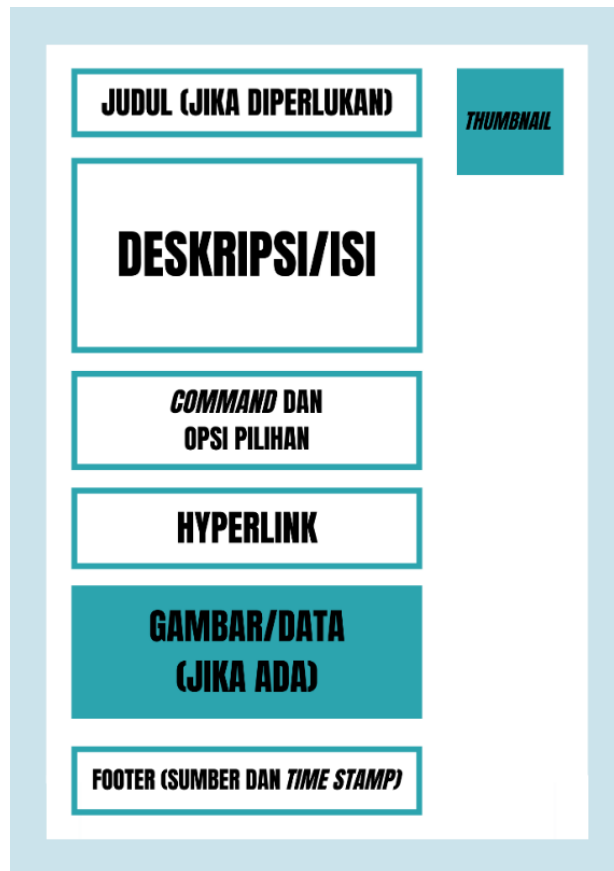 JUDUL (JIKA DIPERLUKAN)
THUMBNAIL
DESKRIPSI/ISI
COMMAND DAN
OPSI PILIHAN
HYPERLINK
GAMBAR/DATA
(JIKA ADA)
FOOTER (SUMBER DAN TIME STAMP)